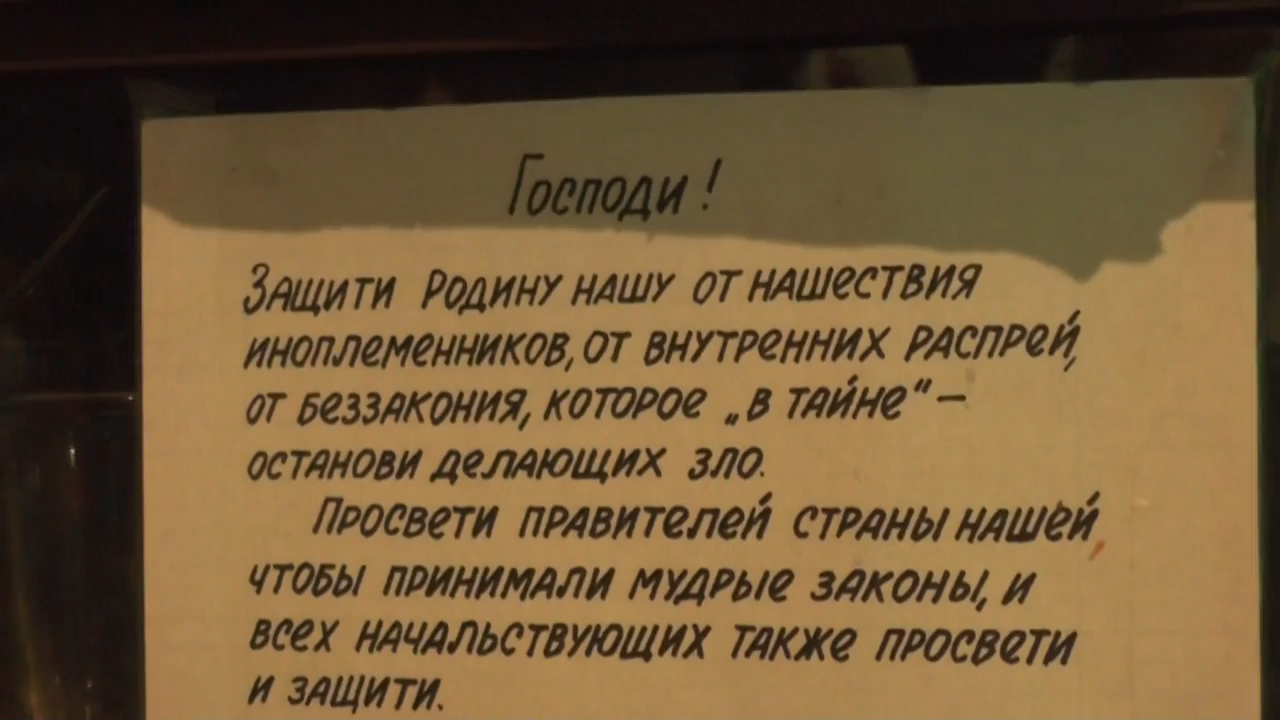 Господи!
Защити Родину нашу от нашествия
иноплеменников, от внутренних распрей,
от беззакония, которое „в тайне“ –
останови делающих зло.
Просвети правителей страны нашей,
чтобы принимали мудрые законы, и
всех начальствующих также просвети
и защити.